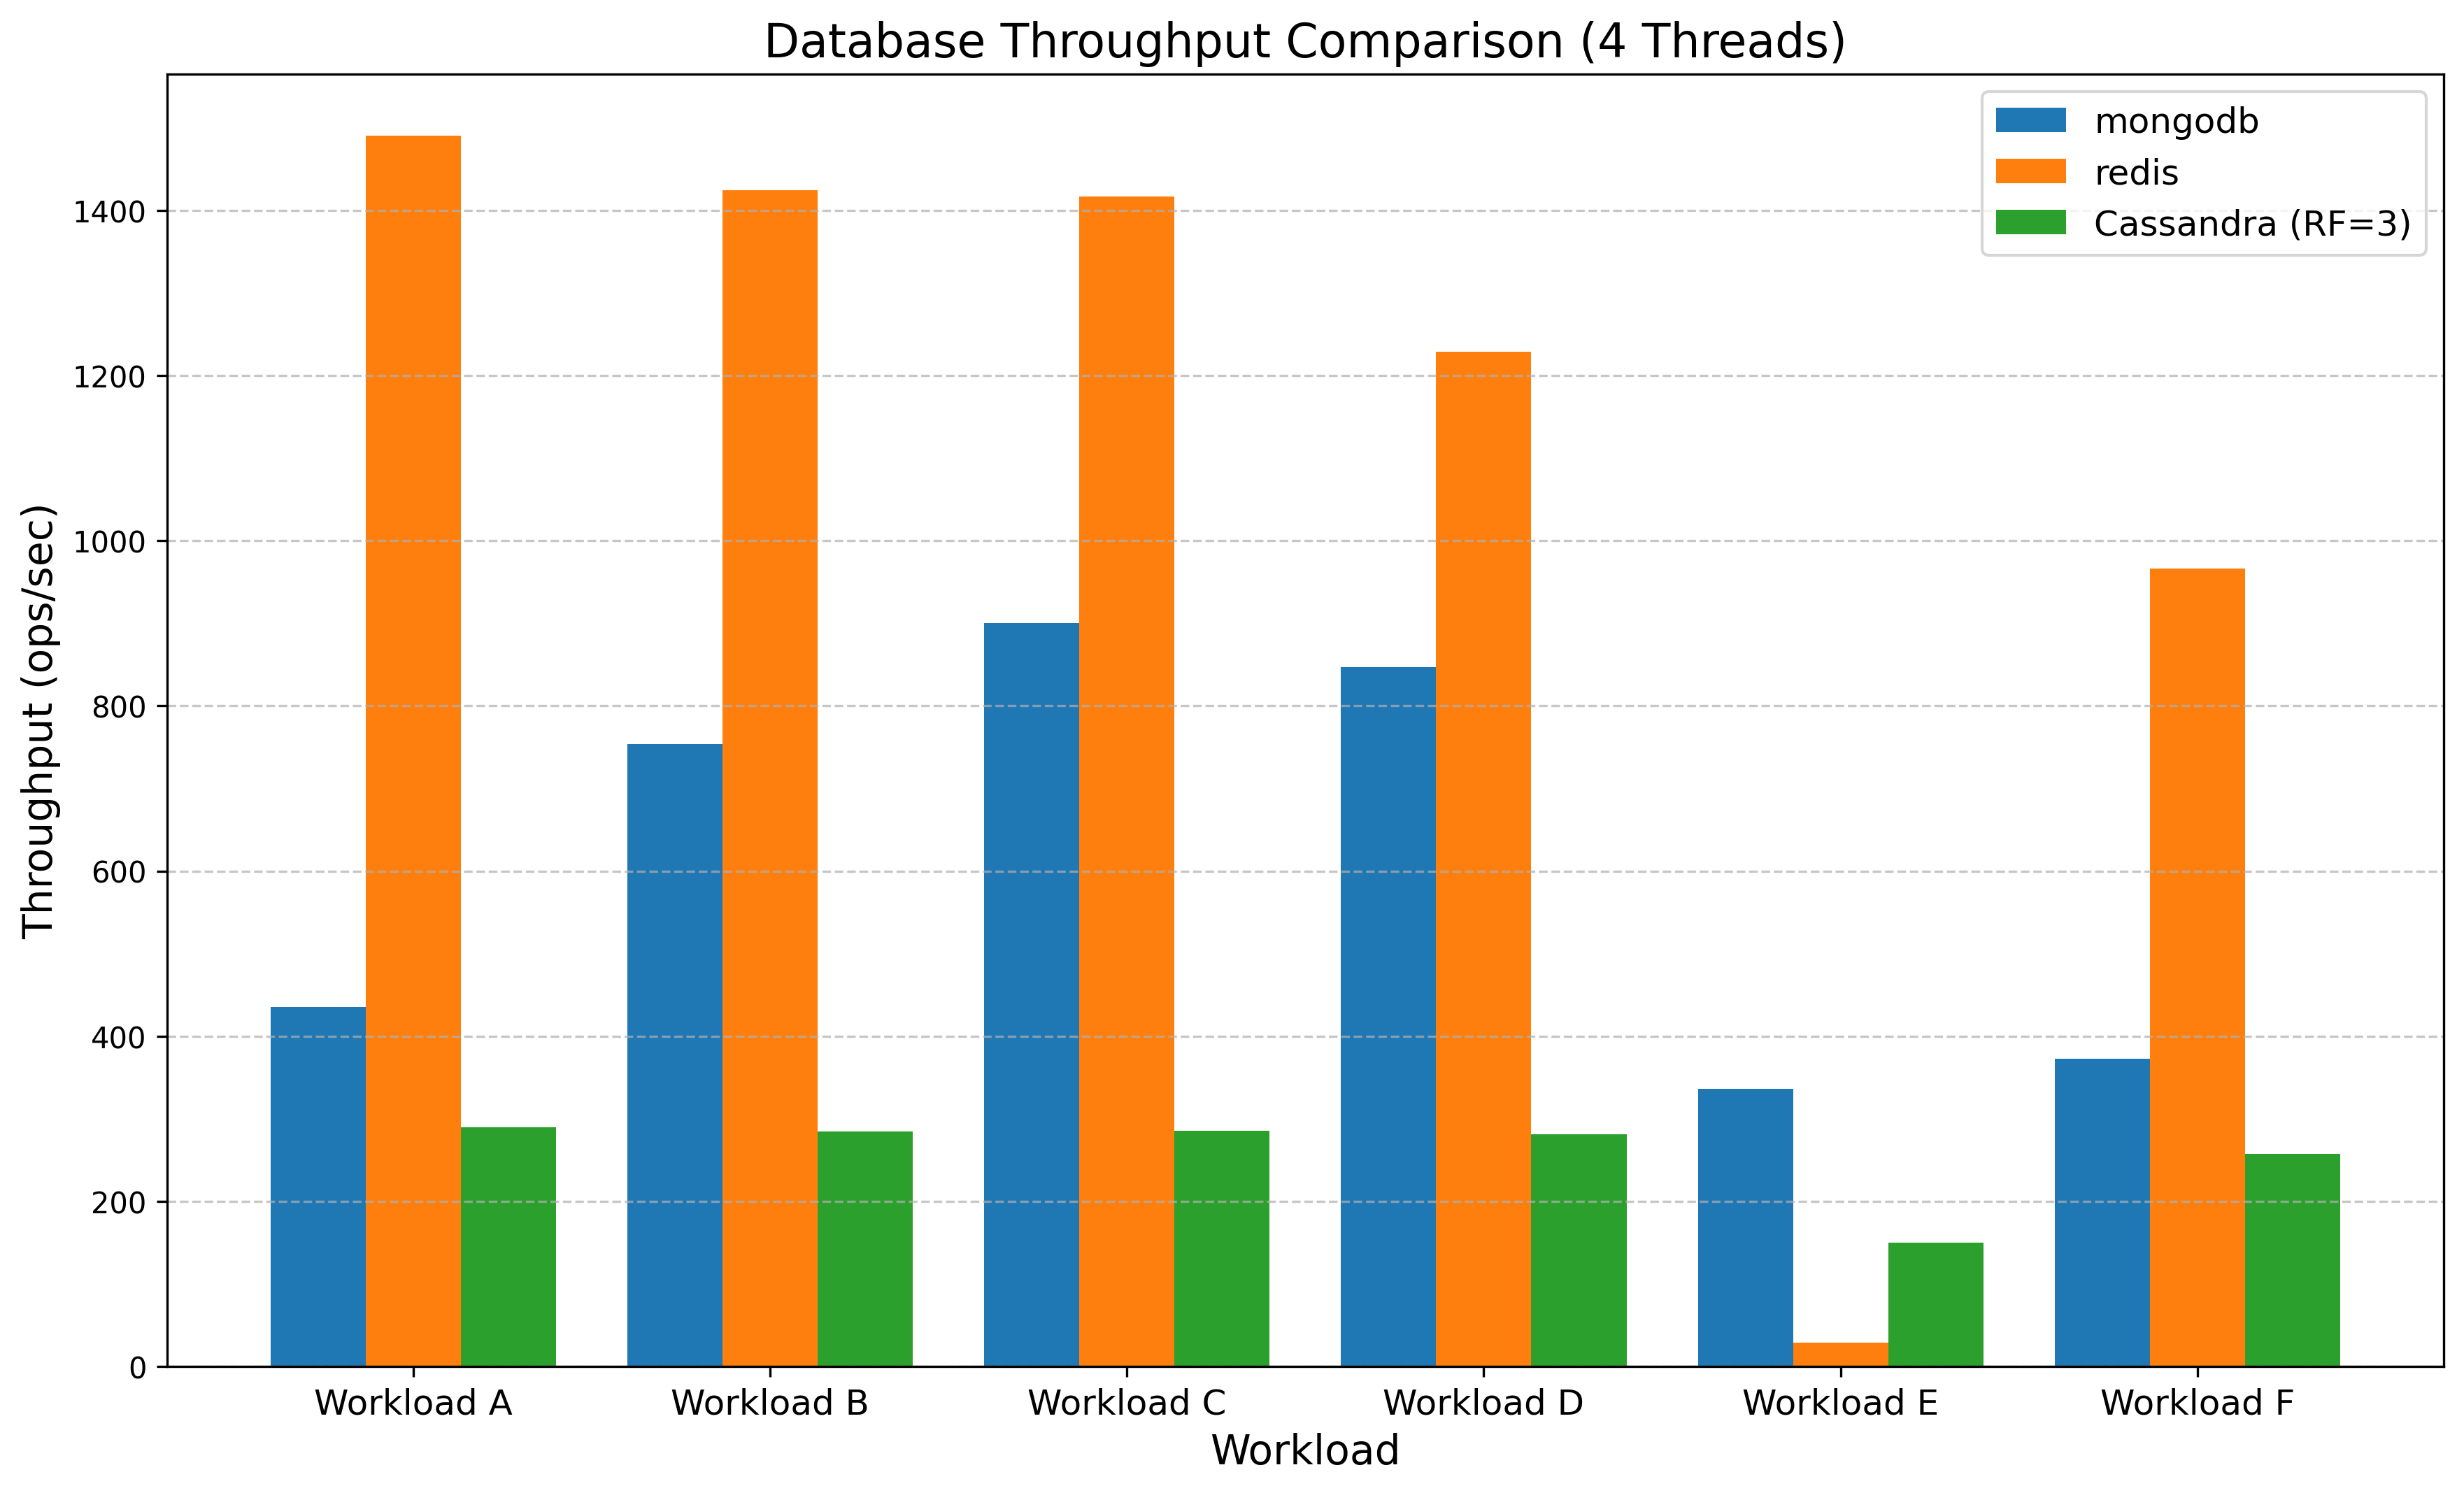 Database Throughput Comparison (4 Threads)
mongodb
redis
Cassandra (RF=3)
Throughput (ops/sec)
1400
1200
1000
800
600
400
200
0
Workload A
Workload B
Workload C
Workload D
Workload E
Workload F
Workload